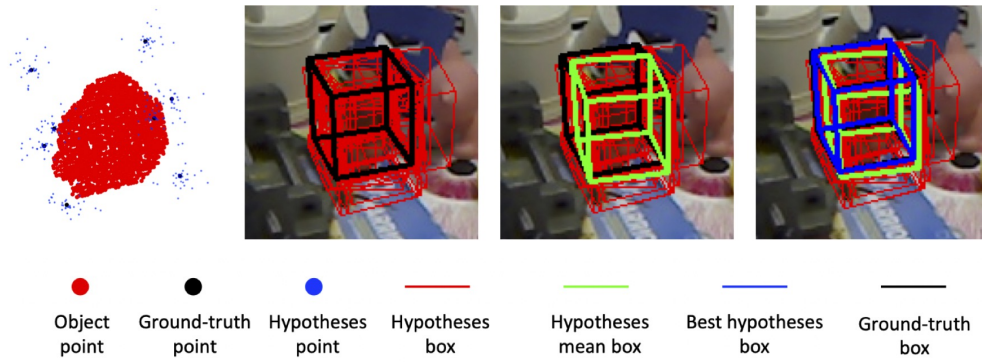 Object
point
Ground-truth
point
Hypotheses
point
Hypotheses
box
Hypotheses
mean box
Best hypotheses
box
Ground-truth
box